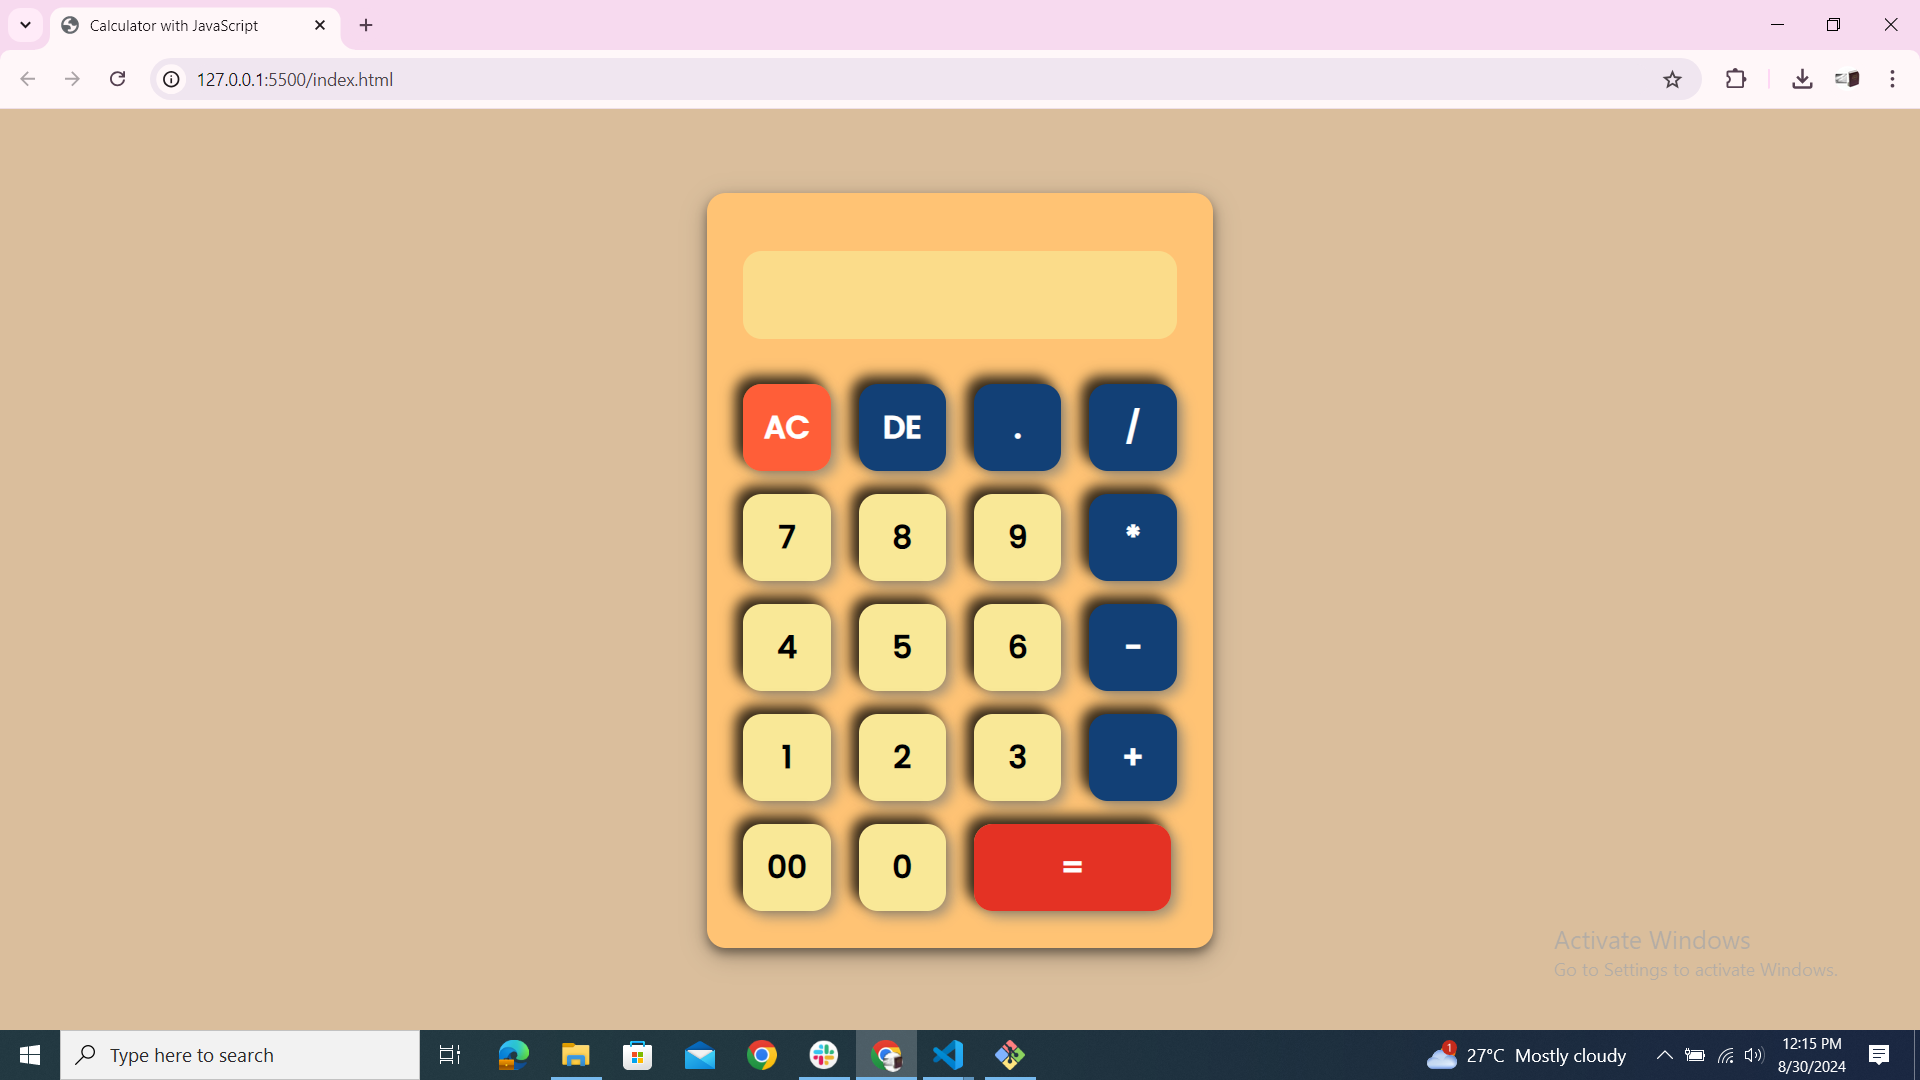 Calculator with JavaScript
127.0.0.1:5500/index.html
AC DE . /
7 8 9 *
4 5 6 -
1 2 3 +
00 0 =
Activate Windows
Go to Settings to activate Windows.
Type here to search
1
27°C Mostly cloudy
12:15 PM
8/30/2024